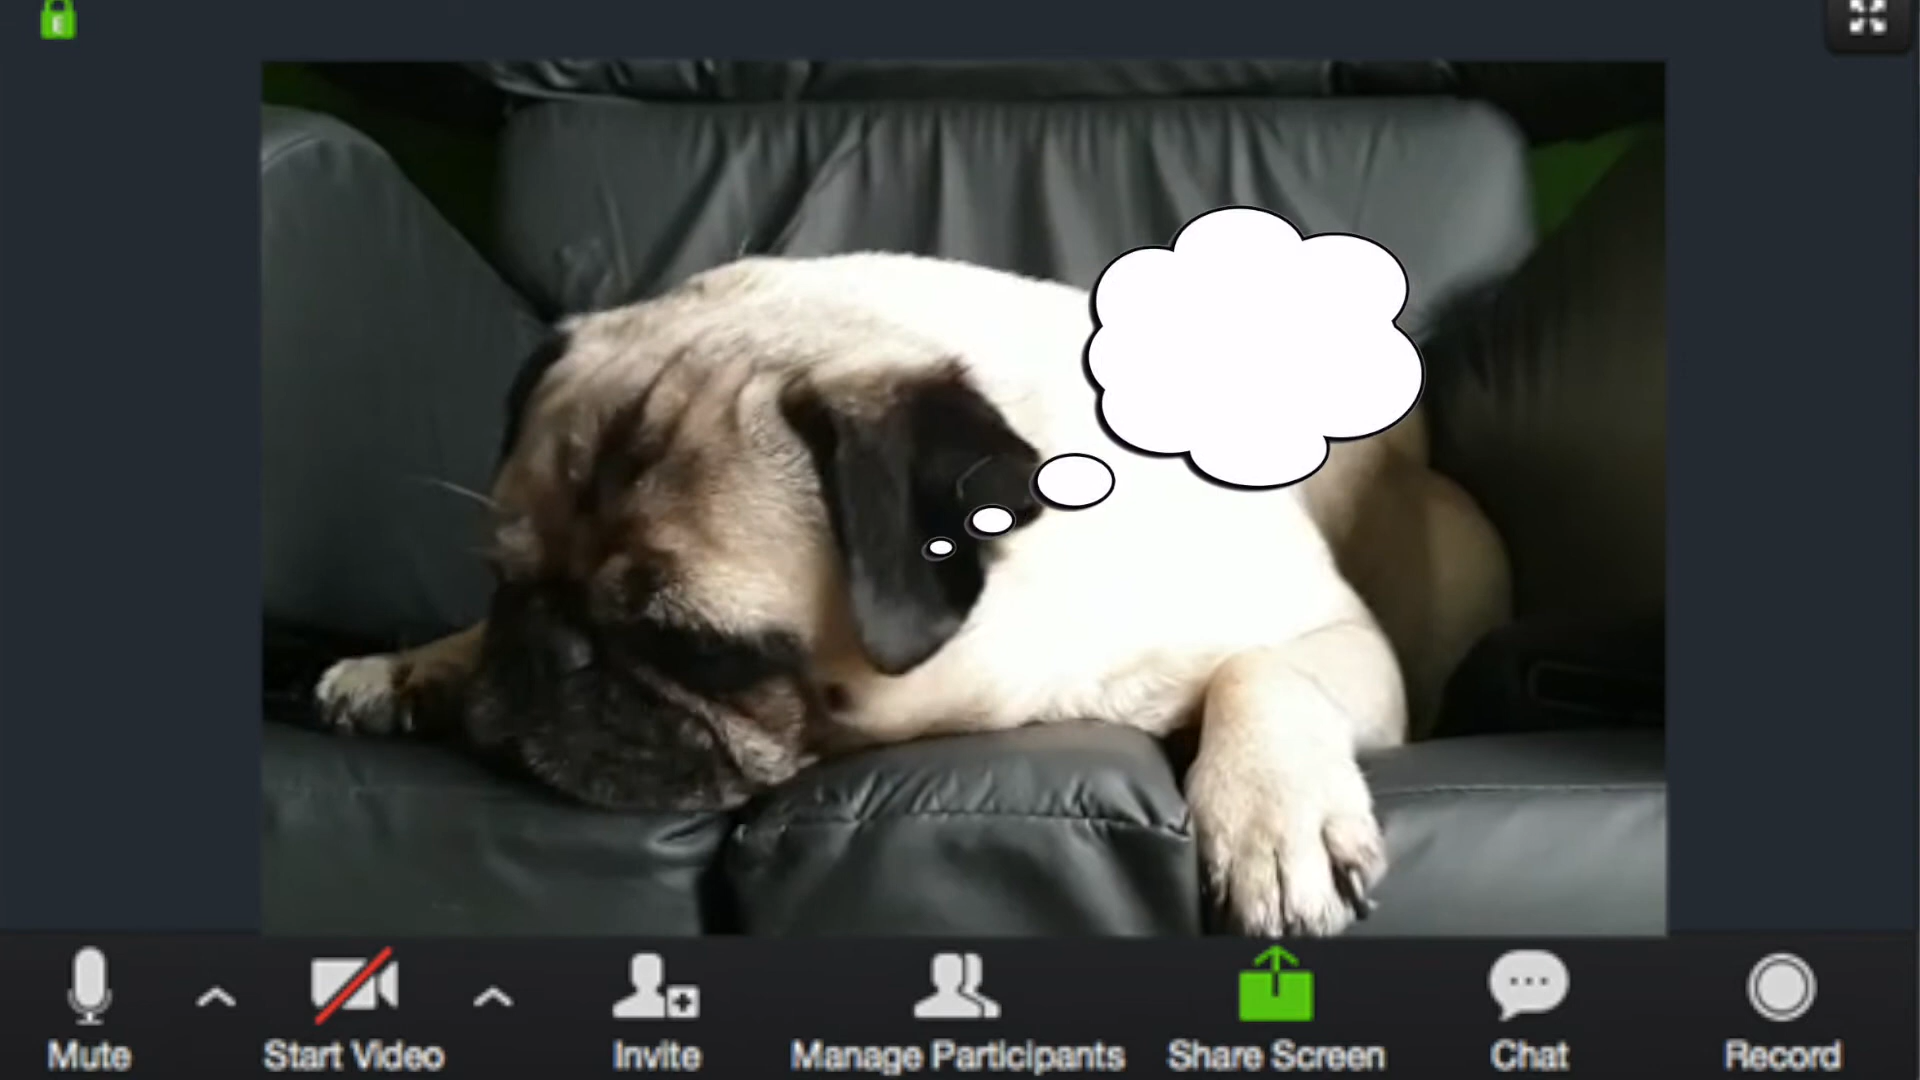 E
Mute
Start Video
Invite
Manage Participants
Share Screen
Chat
Record